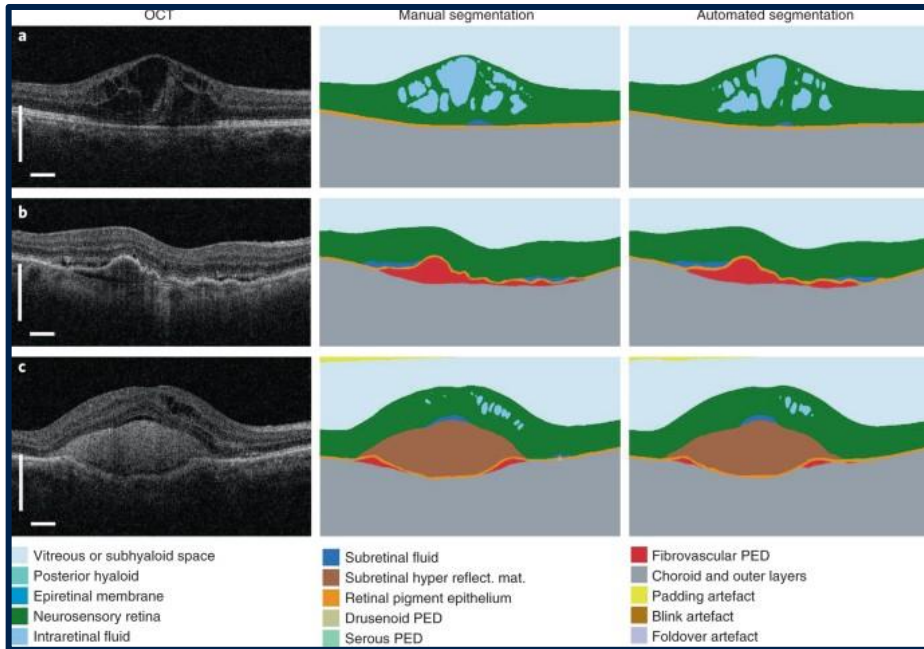 OCT Manual segmentation Automated segmentation
a
b
c
Vitreous or subhyaloid space
Posterior hyaloid
Epiretinal membrane
Neurosensory retina
Intraretinal fluid
Subretinal fluid
Subretinal hyper reflect. mat.
Retinal pigment epithelium
Drusenoid PED
Serous PED
Fibrovascular PED
Choroid and outer layers
Padding artefact
Blink artefact
Foldover artefact